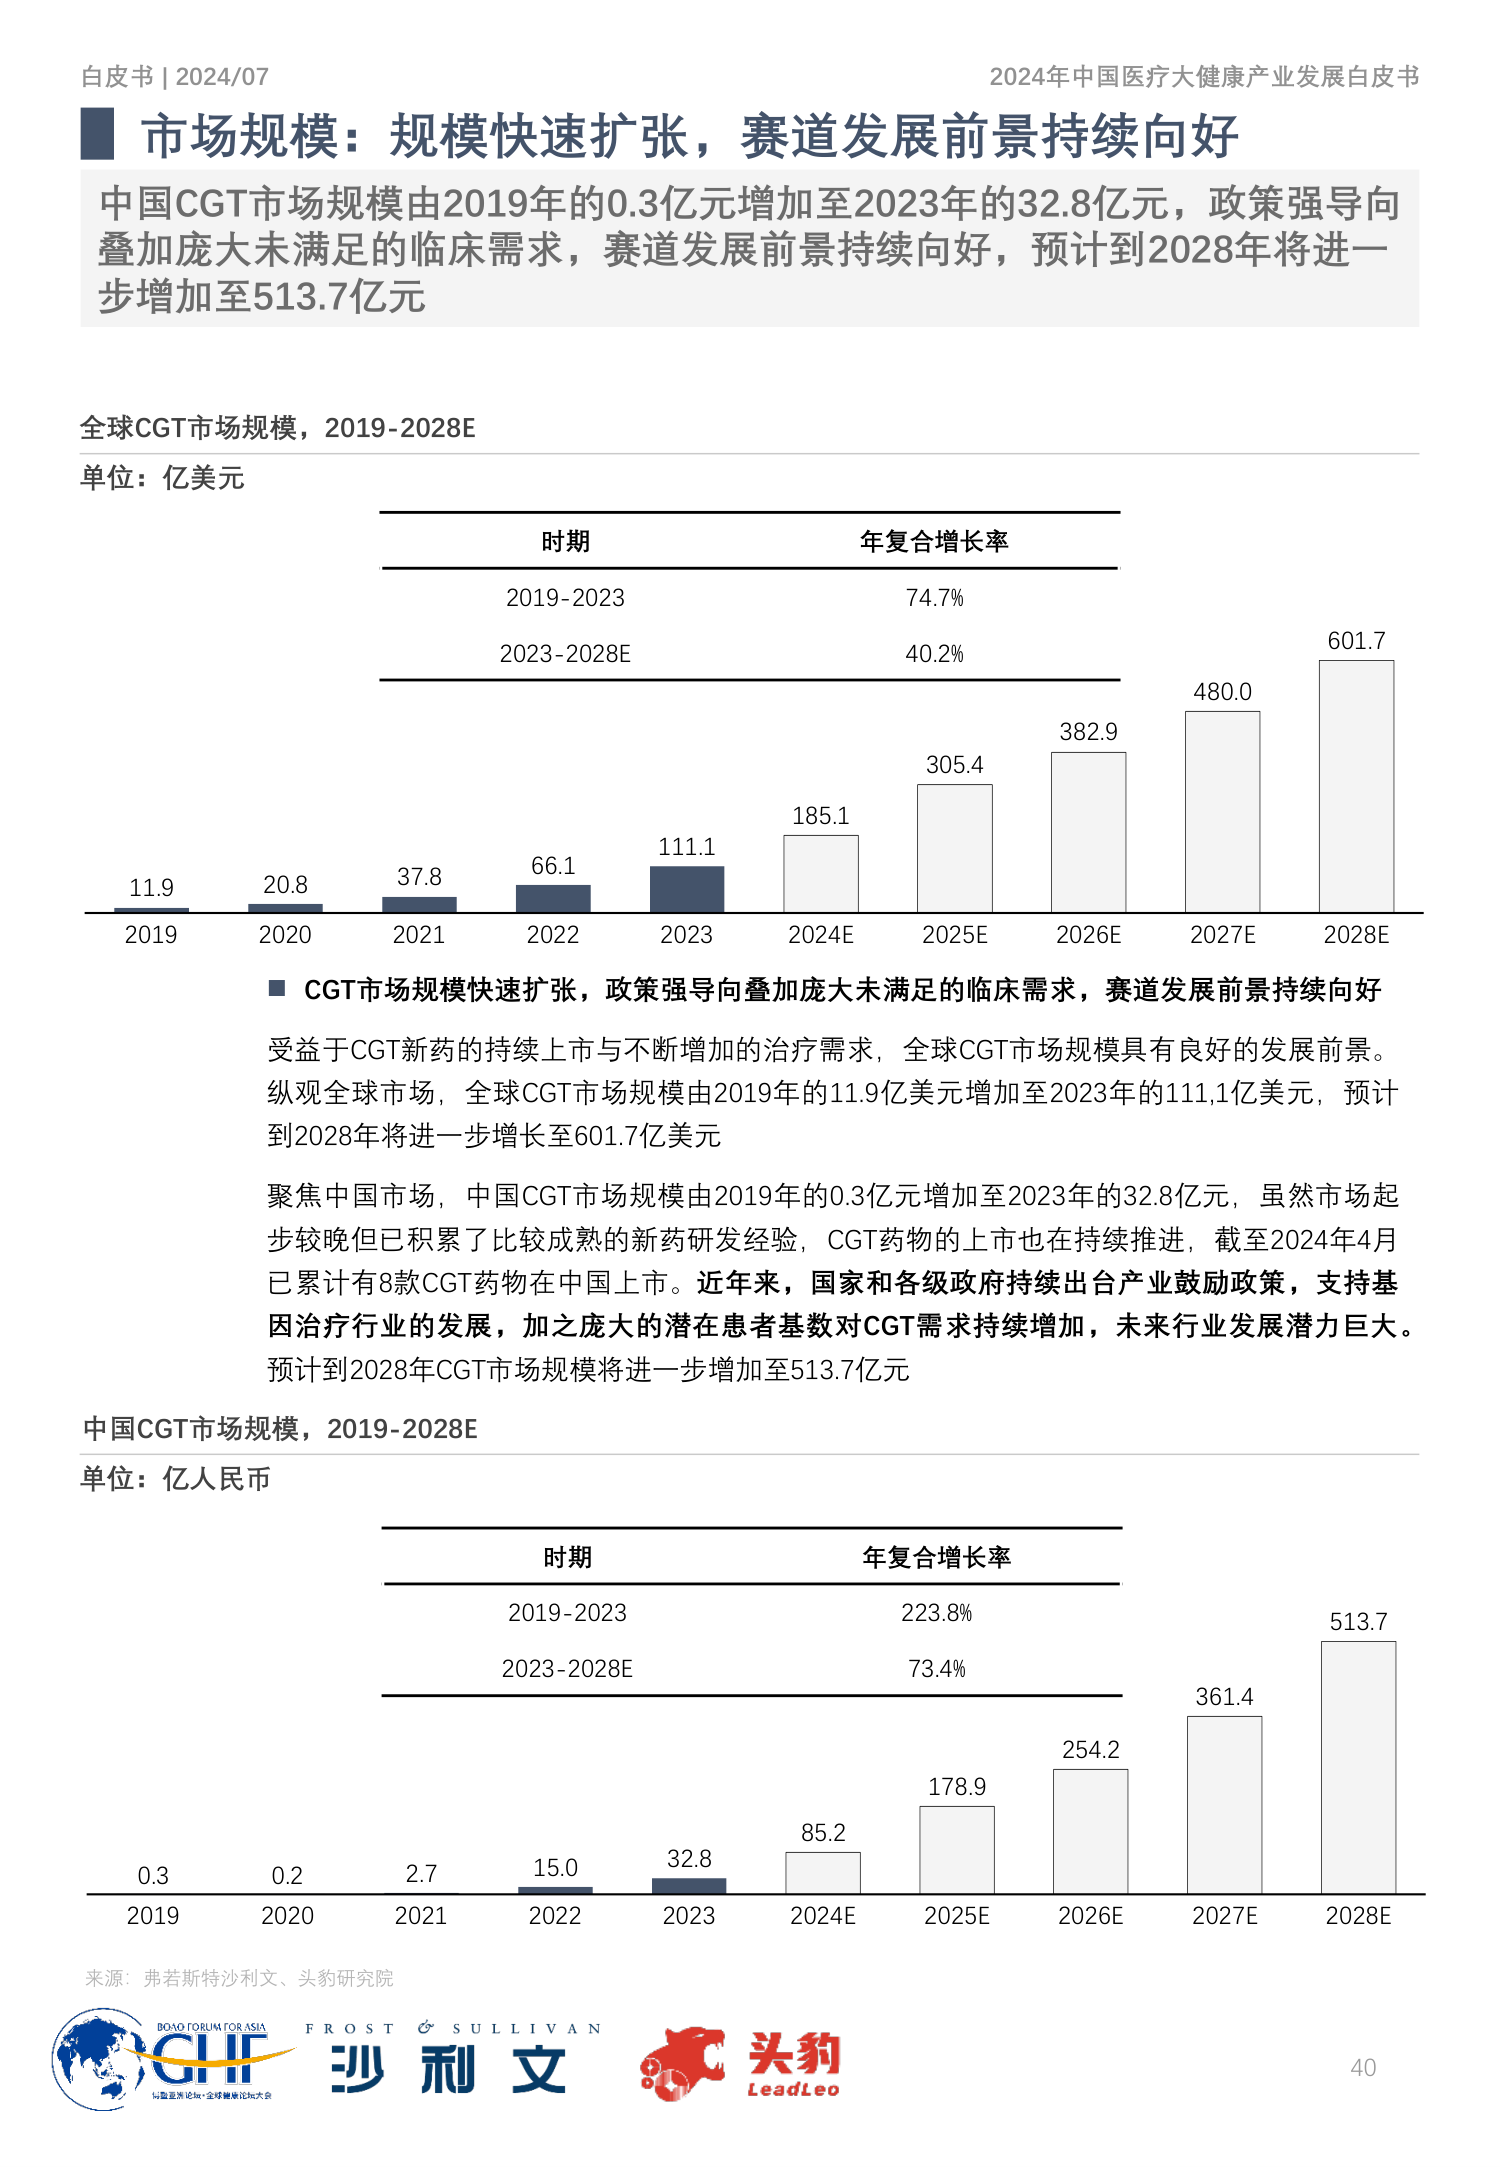 白皮书 | 2024/07
2024年中国医疗大健康产业发展白皮书
市场规模：规模快速扩张，赛道发展前景持续向好
中国CGT市场规模由2019年的0.3亿元增加至2023年的32.8亿元，政策强导向
叠加庞大未满足的临床需求，赛道发展前景持续向好，预计到2028年将进一
步增加至513.7亿元
全球CGT市场规模，2019-2028E
单位：亿美元
时期 年复合增长率
2019-2023 74.7%
2023-2028E 40.2%
11.9 20.8 37.8 66.1 111.1 185.1 305.4 382.9 480.0 601.7
2019 2020 2021 2022 2023 2024E 2025E 2026E 2027E 2028E
CGT市场规模快速扩张，政策强导向叠加庞大未满足的临床需求，赛道发展前景持续向好
受益于CGT新药的持续上市与不断增加的治疗需求，全球CGT市场规模具有良好的发展前景。
纵观全球市场，全球CGT市场规模由2019年的11.9亿美元增加至2023年的111,1亿美元，预计
到2028年将进一步增长至601.7亿美元
聚焦中国市场，中国CGT市场规模由2019年的0.3亿元增加至2023年的32.8亿元，虽然市场起
步较晚但已积累了比较成熟的新药研发经验，CGT药物的上市也在持续推进，截至2024年4月
已累计有8款CGT药物在中国上市。近年来，国家和各级政府持续出台产业鼓励政策，支持基
因治疗行业的发展，加之庞大的潜在患者基数对CGT需求持续增加，未来行业发展潜力巨大。
预计到2028年CGT市场规模将进一步增加至513.7亿元
中国CGT市场规模，2019-2028E
单位：亿人民币
时期 年复合增长率
2019-2023 223.8%
2023-2028E 73.4%
0.3 0.2 2.7 15.0 32.8 85.2 178.9 254.2 361.4 513.7
2019 2020 2021 2022 2023 2024E 2025E 2026E 2027E 2028E
来源：弗若斯特沙利文、头豹研究院
BOAO FORUM FOR ASIA
GHF
博鳌亚洲论坛·全球健康论坛大会
FROST & SULLIVAN
沙利文
头豹
LeadLeo
40